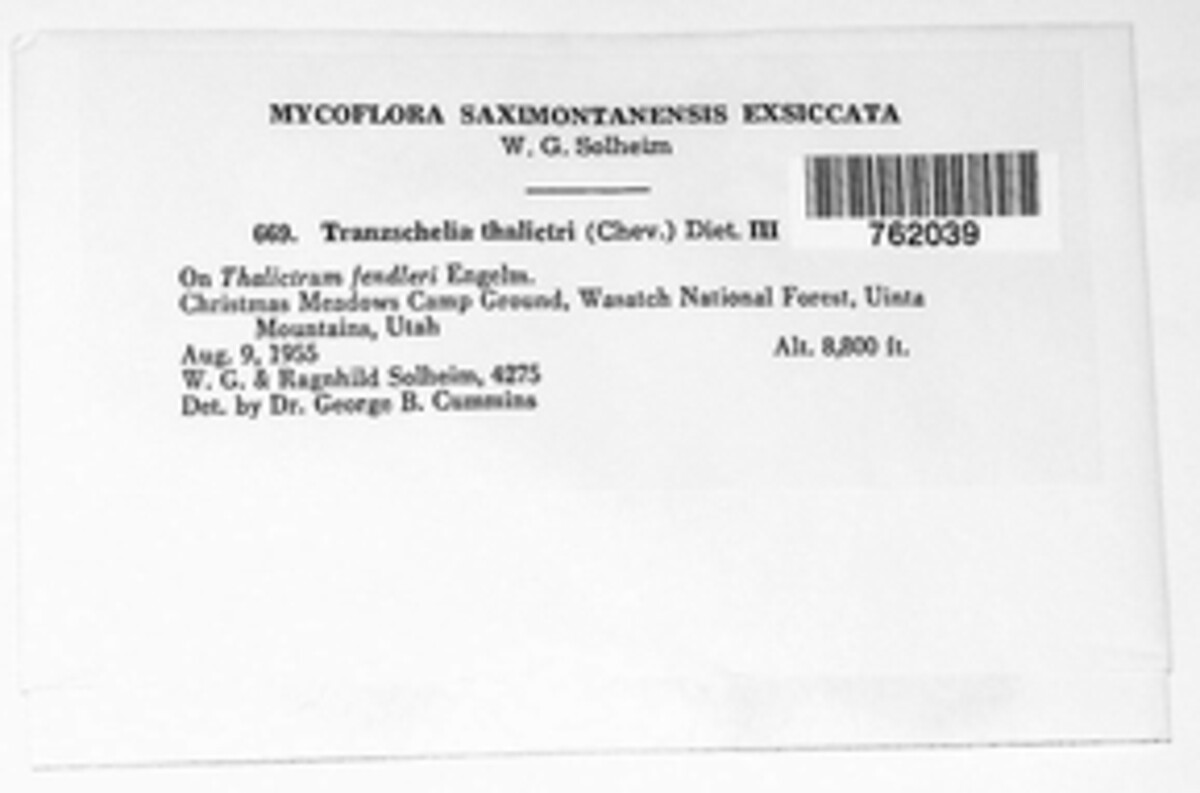 MYCOFLORA SAXIMONTANENSIS EXSICCATA
W. G. Solheim
669. Tranzschelia thalictri (Chev.) Diet. III
762039
On Thalictrum fendleri Engelm.
Christmas Meadows Camp Ground, Wasatch National Forest, Uinta
Mountains, Utah
Aug. 9, 1955 Alt. 8,800 ft.
W. G. & Ragnhild Solheim, 4275
Det. by Dr. George B. Cummins